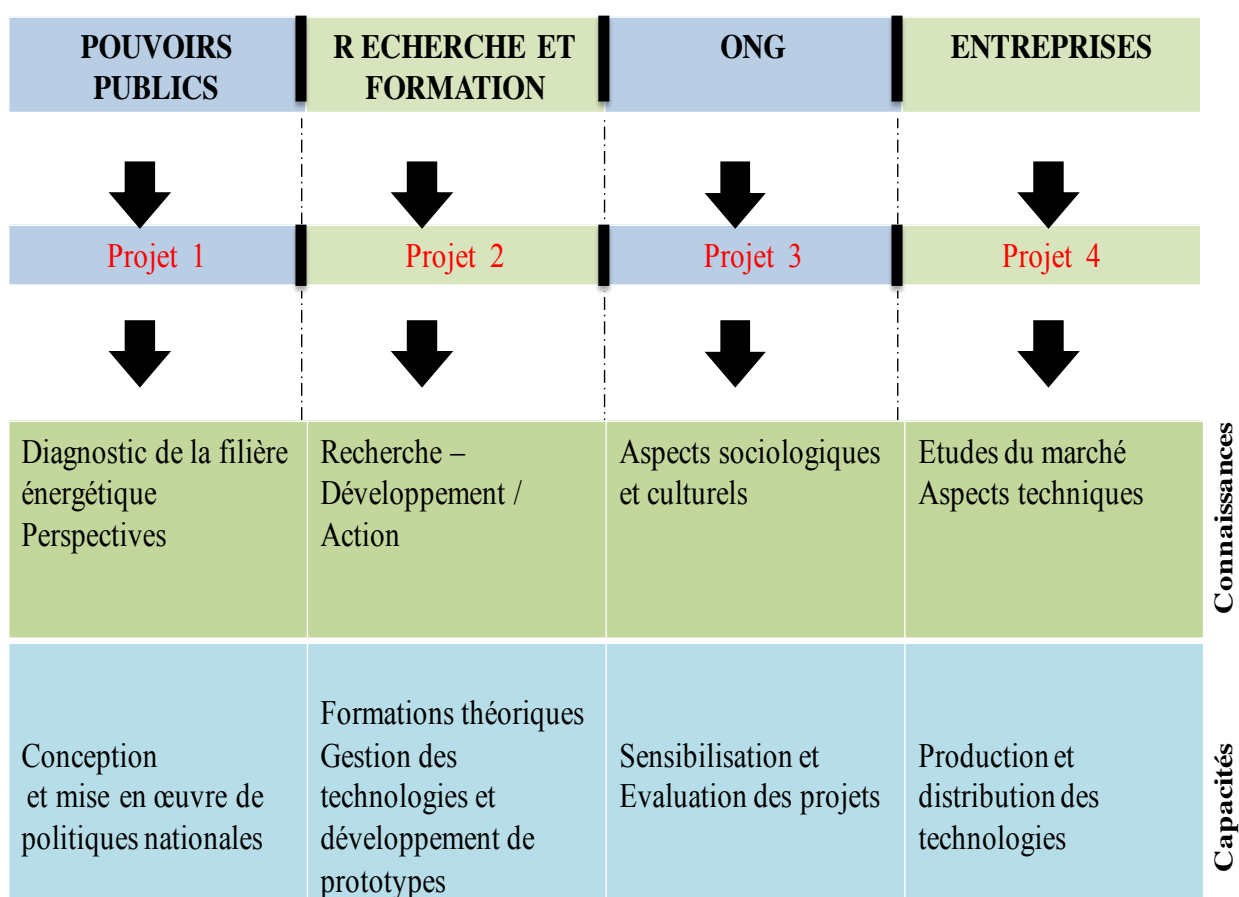 POUVOIRS
PUBLICS
R ECHERCHE ET
FORMATION
ONG
ENTREPRISES
Projet 1
Projet 2
Projet 3
Projet 4
Diagnostic de la filière
énergétique
Perspectives
Recherche –
Développement /
Action
Aspects sociologiques
et culturels
Etudes du marché
Aspects techniques
Connaissances
Conception
et mise en œuvre de
politiques nationales
Formations théoriques
Gestion des
technologies et
développement de
prototypes
Sensibilisation et
Evaluation des projets
Production et
distribution des
technologies
Capacités